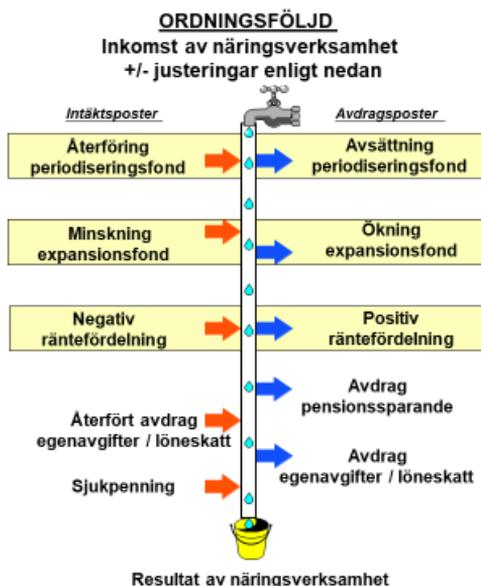 ORDNINGSFÖLJD
Inkomst av näringsverksamhet
+/- justeringar enligt nedan
Intäktsposter
Avdragsposter
Återföring
periodiseringsfond
Avsättning
periodiseringsfond
Minskning
expansionsfond
Ökning
expansionsfond
Negativ
räntefördelning
Positiv
räntefördelning
Avdrag
pensionssparande
Återfört avdrag
egenavgifter / löneskatt
Avdrag
egenavgifter / löneskatt
Sjukpenning
Resultat av näringsverksamhet